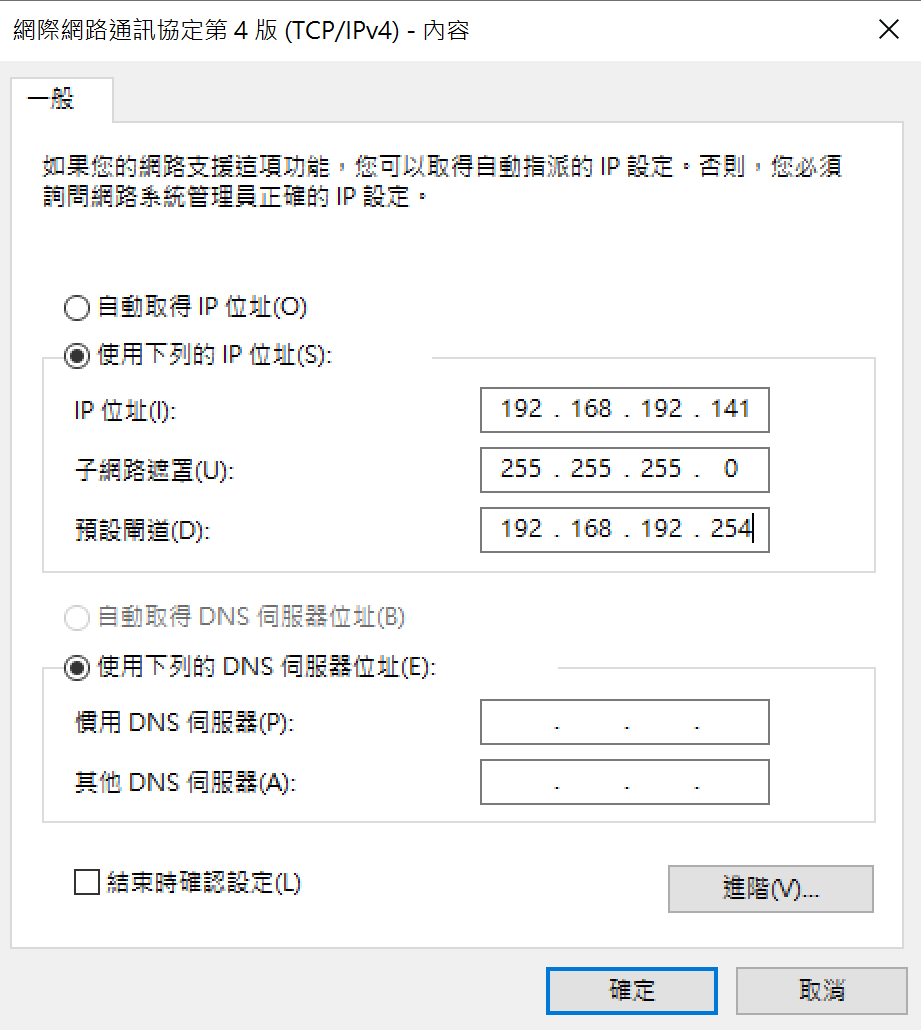 網際網路通訊協定第 4 版 (TCP/IPv4) - 內容
一般
如果您的網路支援這項功能，您可以取得自動指派的 IP 設定。否則，您必須
詢問網路系統管理員正確的 IP 設定。
自動取得 IP 位址(O)
使用下列的 IP 位址(S):
IP 位址(I): 192 . 168 . 192 . 141
子網路遮罩(U): 255 . 255 . 255 . 0
預設閘道(D): 192 . 168 . 192 . 254
自動取得 DNS 伺服器位址(B)
使用下列的 DNS 伺服器位址(E):
慣用 DNS 伺服器(P): . . .
其他 DNS 伺服器(A): . . .
結束時確認設定(L)
進階(V)...
確定 取消